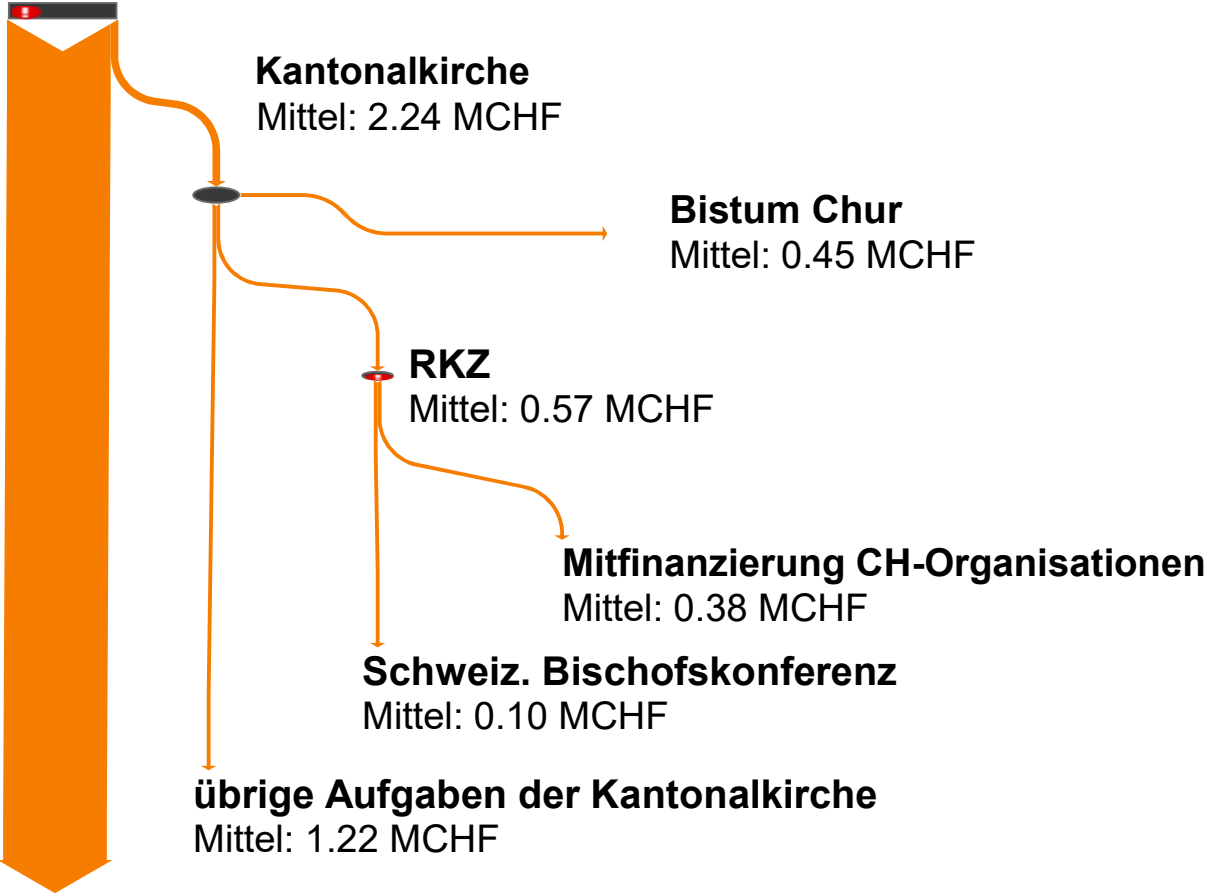 Kantonalkirche
Mittel: 2.24 MCHF
Bistum Chur
Mittel: 0.45 MCHF
RKZ
Mittel: 0.57 MCHF
Mitfinanzierung CH-Organisationen
Mittel: 0.38 MCHF
Schweiz. Bischofskonferenz
Mittel: 0.10 MCHF
übrige Aufgaben der Kantonalkirche
Mittel: 1.22 MCHF